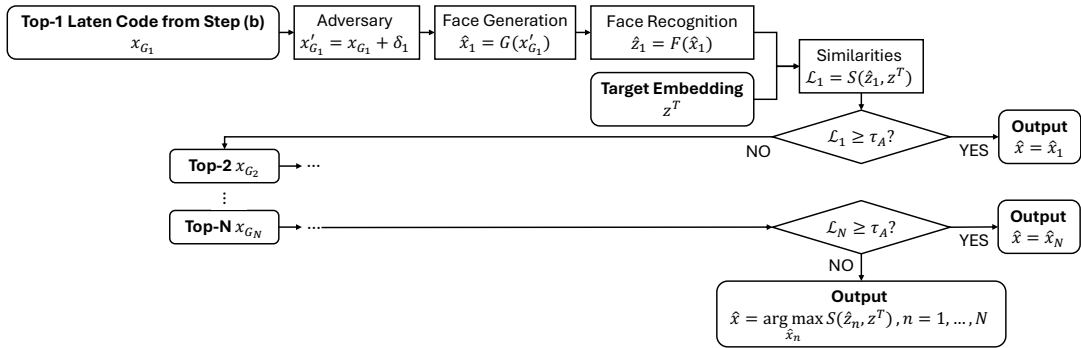 Top-1 Laten Code from Step (b)
x_{G_1}
Adversary
x'_{G_1} = x_{G_1} + δ_1
Face Generation
x̂_1 = G(x'_{G_1})
Face Recognition
ẑ_1 = F(x̂_1)
Target Embedding
z^T
Similarities
ℒ_1 = S(ẑ_1, z^T)
ℒ_1 ≥ τ_A?
NO
YES
Output
x̂ = x̂_1
Top-2 x_{G_2}
...
⋮
Top-N x_{G_N}
...
ℒ_N ≥ τ_A?
NO
YES
Output
x̂ = x̂_N
Output
x̂ = arg max S(ẑ_n, z^T), n = 1, ..., N
x̂_n